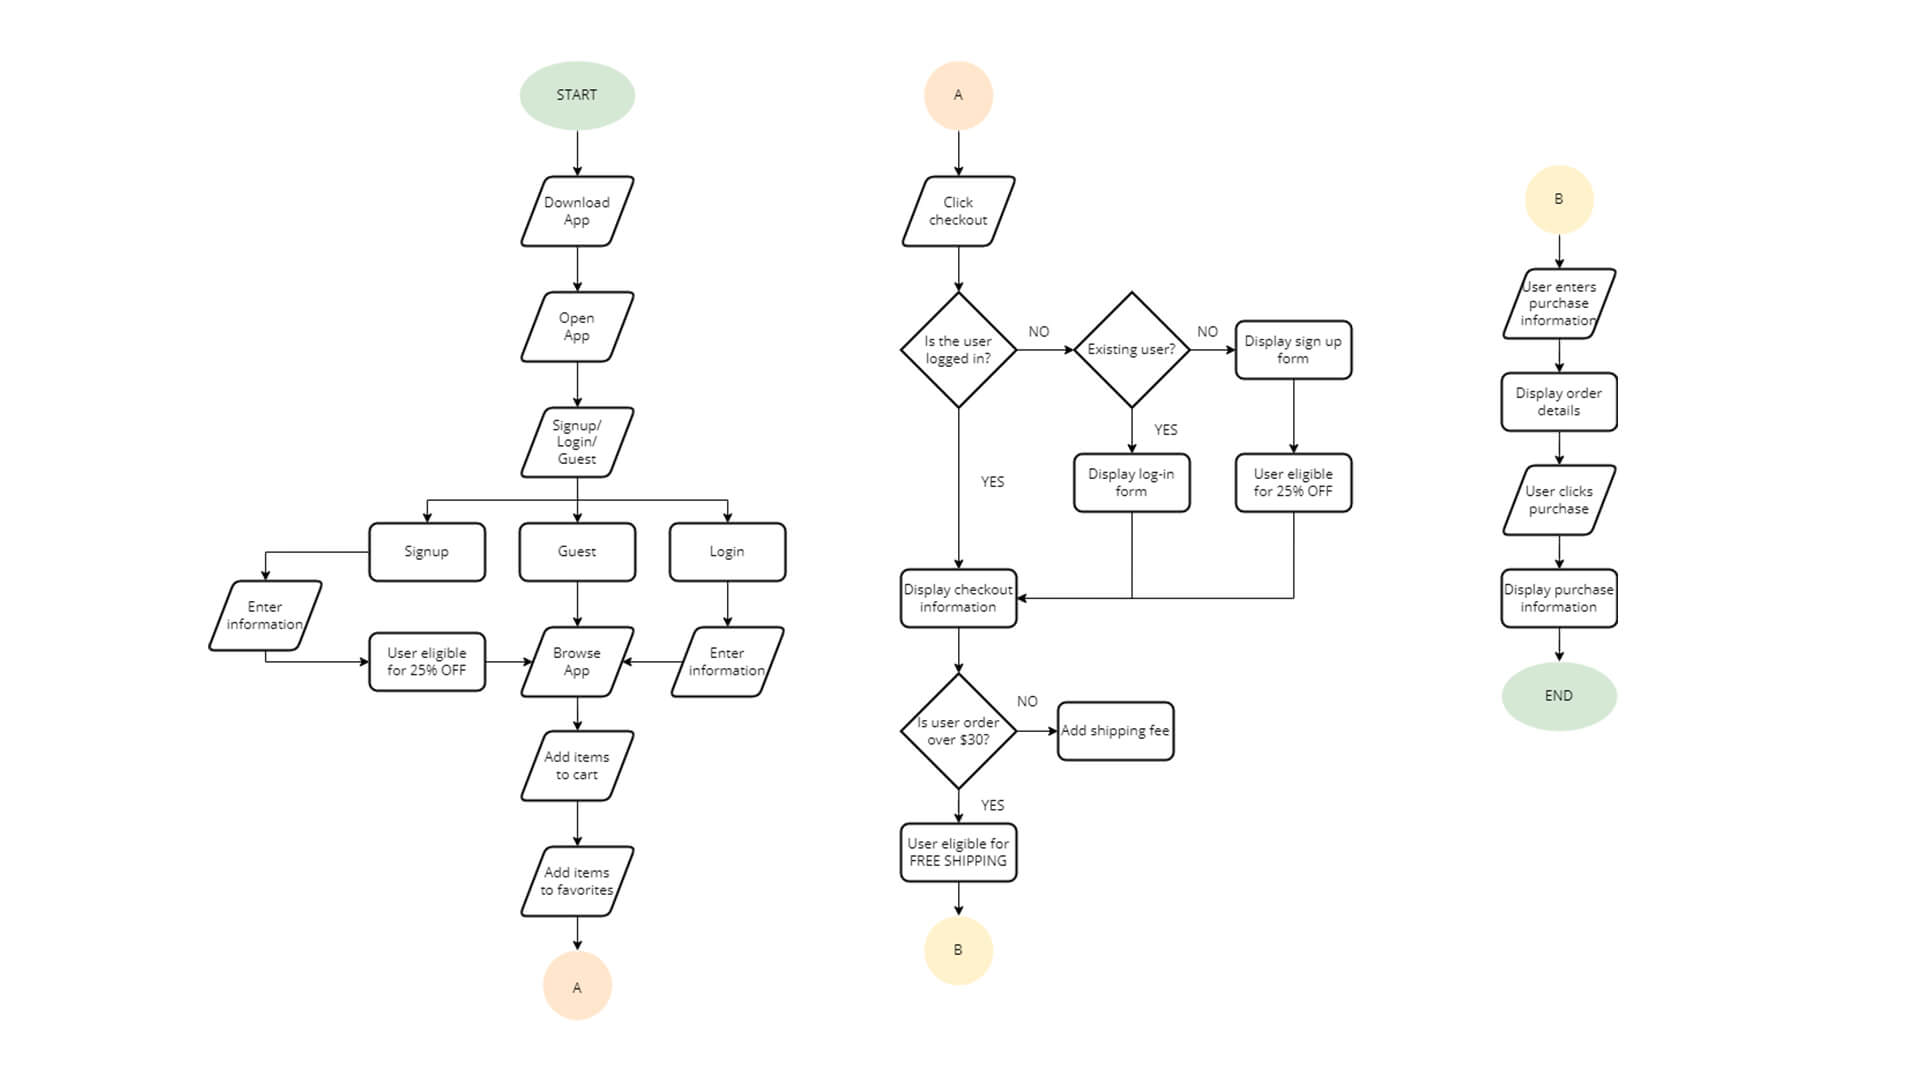 START
Download
App
Open
App
Signup/
Login/
Guest
Signup
Guest
Login
Enter
information
User eligible
for 25% OFF
Browse
App
Enter
information
Add items
to cart
Add items
to favorites
A
A
Click
checkout
Is the user
logged in?
NO
Existing user?
NO
Display sign up
form
YES
YES
Display log-in
form
User eligible
for 25% OFF
Display checkout
information
Is user order
over $30?
NO
Add shipping fee
YES
User eligible for
FREE SHIPPING
B
B
User enters
purchase
information
Display order
details
User clicks
purchase
Display purchase
information
END